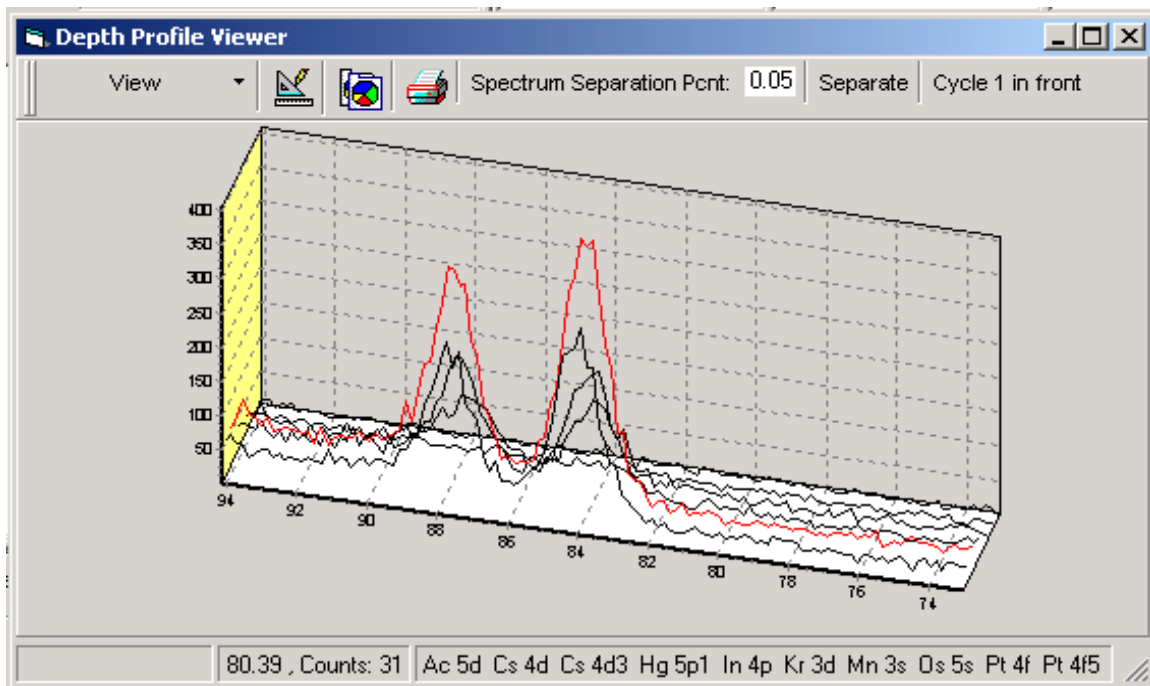 Depth Profile Viewer
View Spectrum Separation Pcnt: 0.05 Separate Cycle 1 in front
400
350
300
250
200
150
100
50
94 92 90 88 86 84 82 80 78 76 74
80.39 , Counts: 31 Ac 5d Cs 4d Cs 4d3 Hg 5p1 In 4p Kr 3d Mn 3s Os 5s Pt 4f Pt 4f5